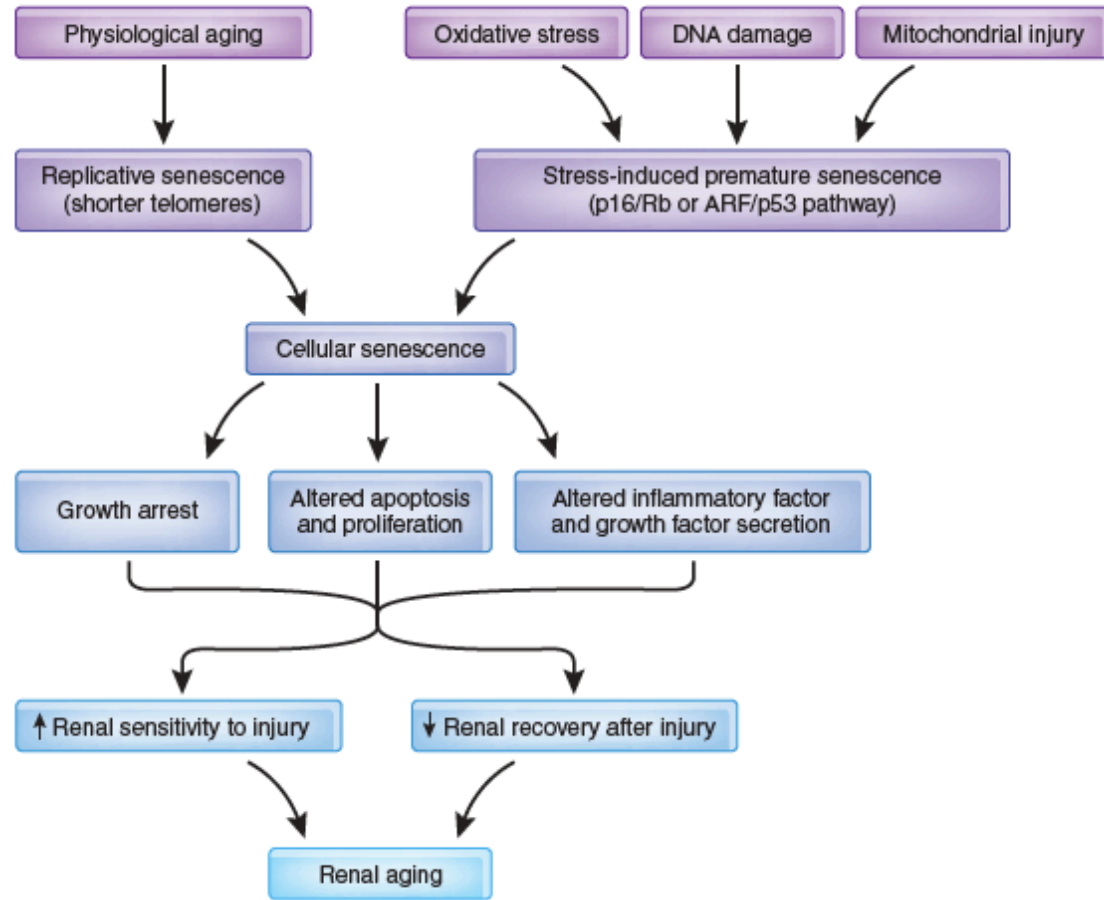 Physiological aging
Oxidative stress
DNA damage
Mitochondrial injury
Replicative senescence
(shorter telomeres)
Stress-induced premature senescence
(p16/Rb or ARF/p53 pathway)
Cellular senescence
Growth arrest
Altered apoptosis
and proliferation
Altered inflammatory factor
and growth factor secretion
↑ Renal sensitivity to injury
↓ Renal recovery after injury
Renal aging